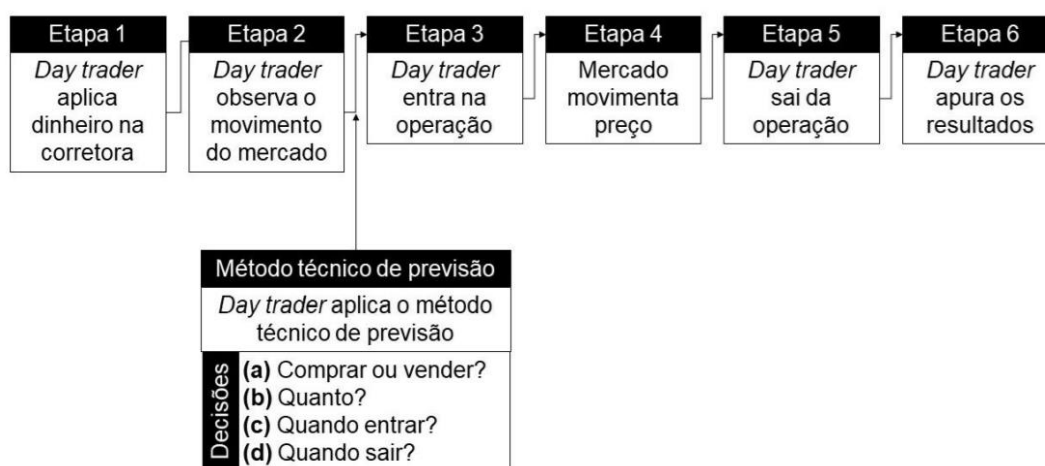 Etapa 1
Day trader
aplica
dinheiro na
corretora
Etapa 2
Day trader
observa o
movimento
do mercado
Etapa 3
Day trader
entra na
operação
Etapa 4
Mercado
movimenta
preço
Etapa 5
Day trader
sai da
operação
Etapa 6
Day trader
apura os
resultados
Método técnico de previsão
Day trader aplica o método
técnico de previsão
Decisões
(a) Comprar ou vender?
(b) Quanto?
(c) Quando entrar?
(d) Quando sair?